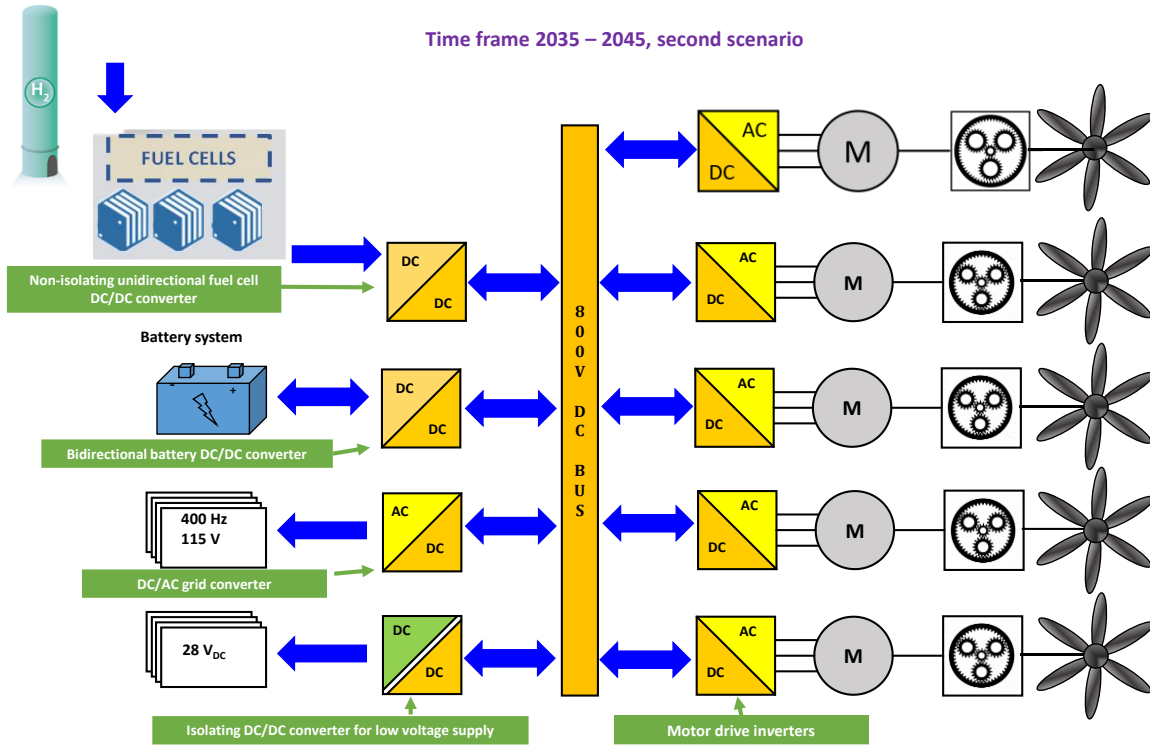 Time frame 2035 – 2045, second scenario
H2
FUEL CELLS
Non-isolating unidirectional fuel cell
DC/DC converter
DC
DC
Battery system
-
+
DC
DC
Bidirectional battery DC/DC converter
400 Hz
115 V
AC
DC
DC/AC grid converter
28 VDC
DC
DC
Isolating DC/DC converter for low voltage supply
800V DC BUS
AC
DC
M
AC
DC
M
AC
DC
M
AC
DC
M
AC
DC
M
Motor drive inverters